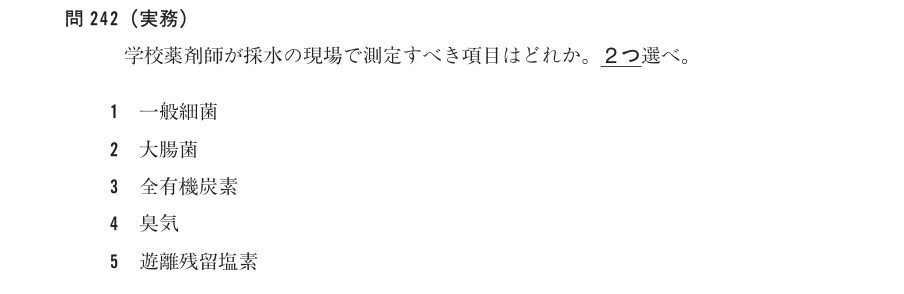 問 242（実務）
学校薬剤師が採水の現場で測定すべき項目はどれか。２つ選べ。
1 一般細菌
2 大腸菌
3 全有機炭素
4 臭気
5 遊離残留塩素